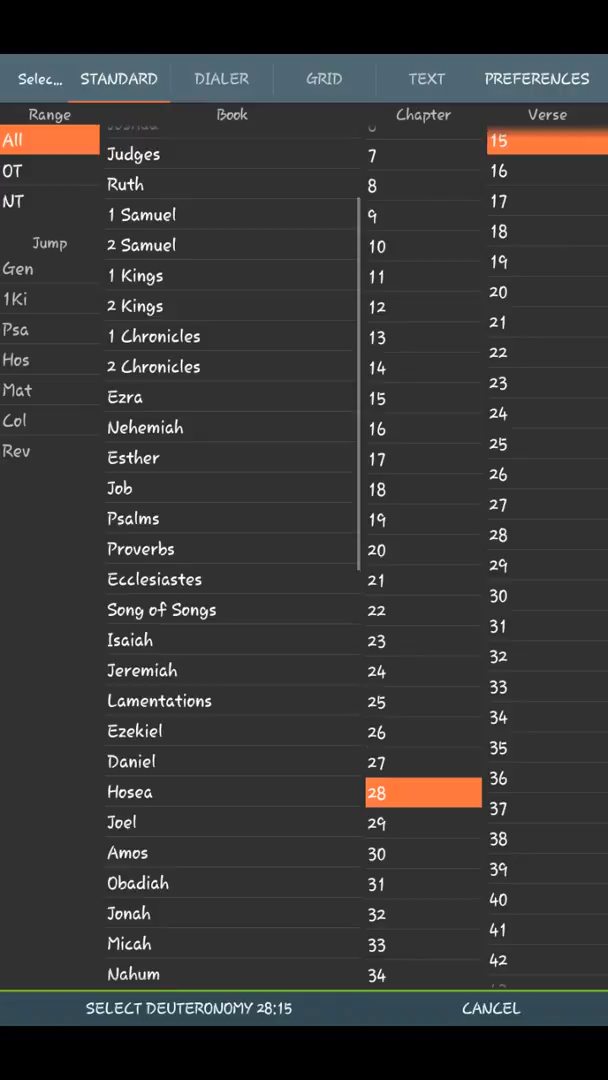 Selec... STANDARD DIALER GRID TEXT PREFERENCES
Range Book Chapter Verse
All
OT
NT
Jump
Gen
1Ki
Psa
Hos
Mat
Col
Rev
Joshua
Judges
Ruth
1 Samuel
2 Samuel
1 Kings
2 Kings
1 Chronicles
2 Chronicles
Ezra
Nehemiah
Esther
Job
Psalms
Proverbs
Ecclesiastes
Song of Songs
Isaiah
Jeremiah
Lamentations
Ezekiel
Daniel
Hosea
Joel
Amos
Obadiah
Jonah
Micah
Nahum
7
8
9
10
11
12
13
14
15
16
17
18
19
20
21
22
23
24
25
26
27
28
29
30
31
32
33
34
15
16
17
18
19
20
21
22
23
24
25
26
27
28
29
30
31
32
33
34
35
36
37
38
39
40
41
42
SELECT DEUTERONOMY 28:15 CANCEL